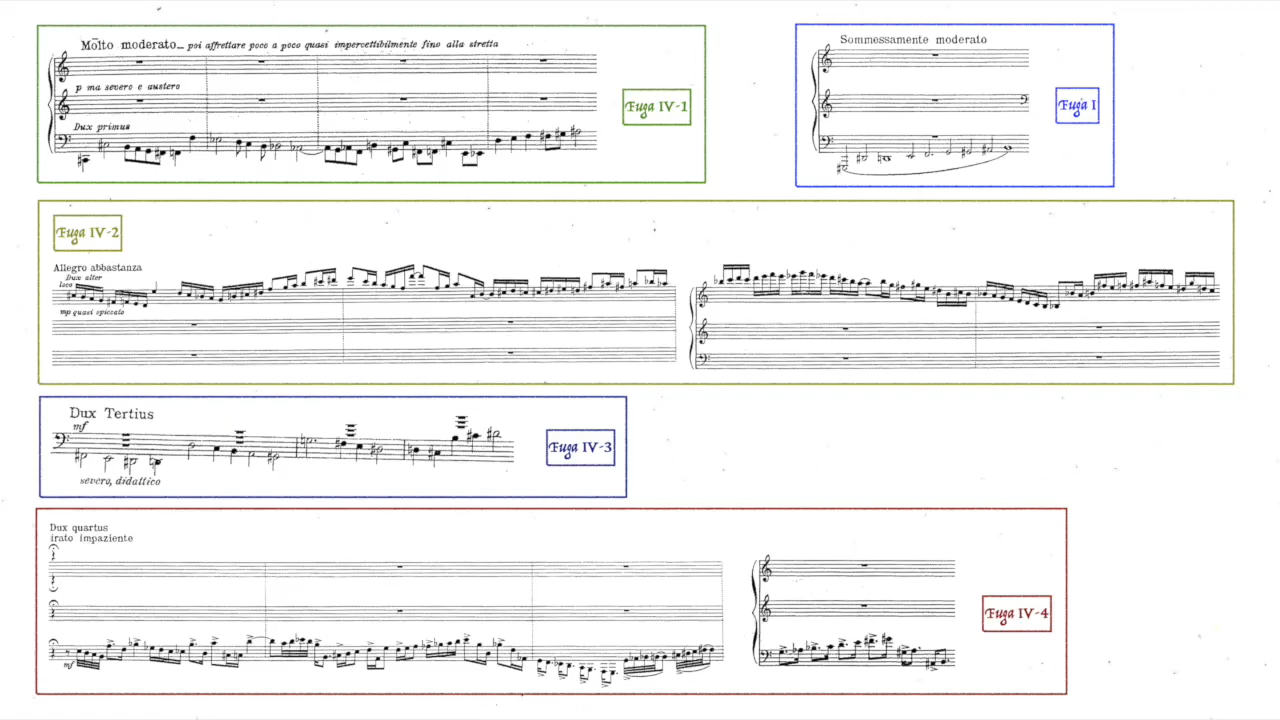 Molto moderato_ poi affrettare poco a poco quasi impercettibilmente fino alla stretta
p ma severo e austero
Dux primus
Fuga IV-1
Sommessamente moderato
Fuga I
Fuga IV-2
Allegro abbastanza
Dux alter
loco
mp quasi spiccato
Dux Tertius
mf
severo, didattico
Fuga IV-3
Dux quartus
irato impaziente
mf
Fuga IV-4